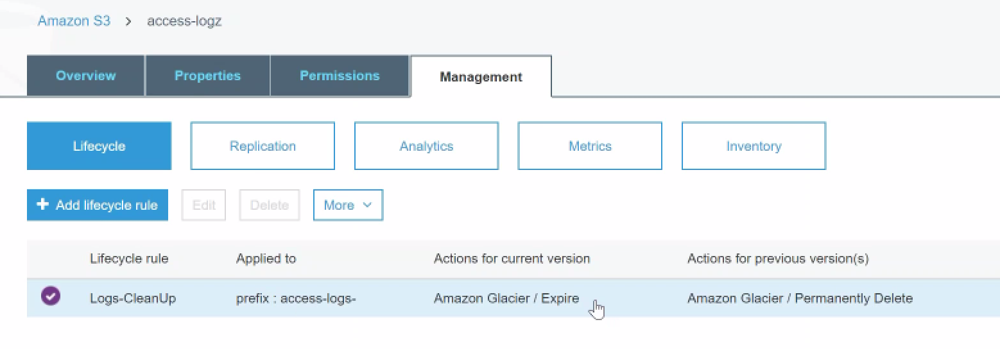 Amazon S3 > access-logz
Overview Properties Permissions Management
Lifecycle Replication Analytics Metrics Inventory
+ Add lifecycle rule Edit Delete More
Lifecycle rule Applied to Actions for current version Actions for previous version(s)
Logs-CleanUp prefix : access-logs- Amazon Glacier / Expire Amazon Glacier / Permanently Delete